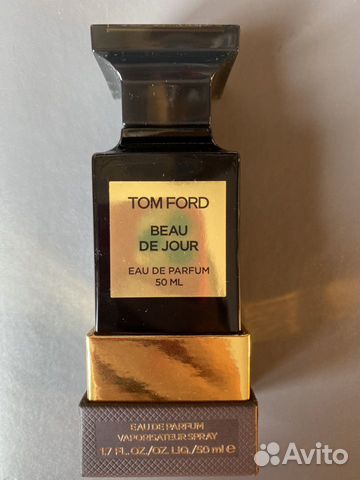 TOM FORD
BEAU
DE JOUR
EAU DE PARFUM
50 ML
EAU DE PARFUM
VAPORISATEUR SPRAY
1.7 FL. OZ./OZ. LIQ./50 ml e
Avito